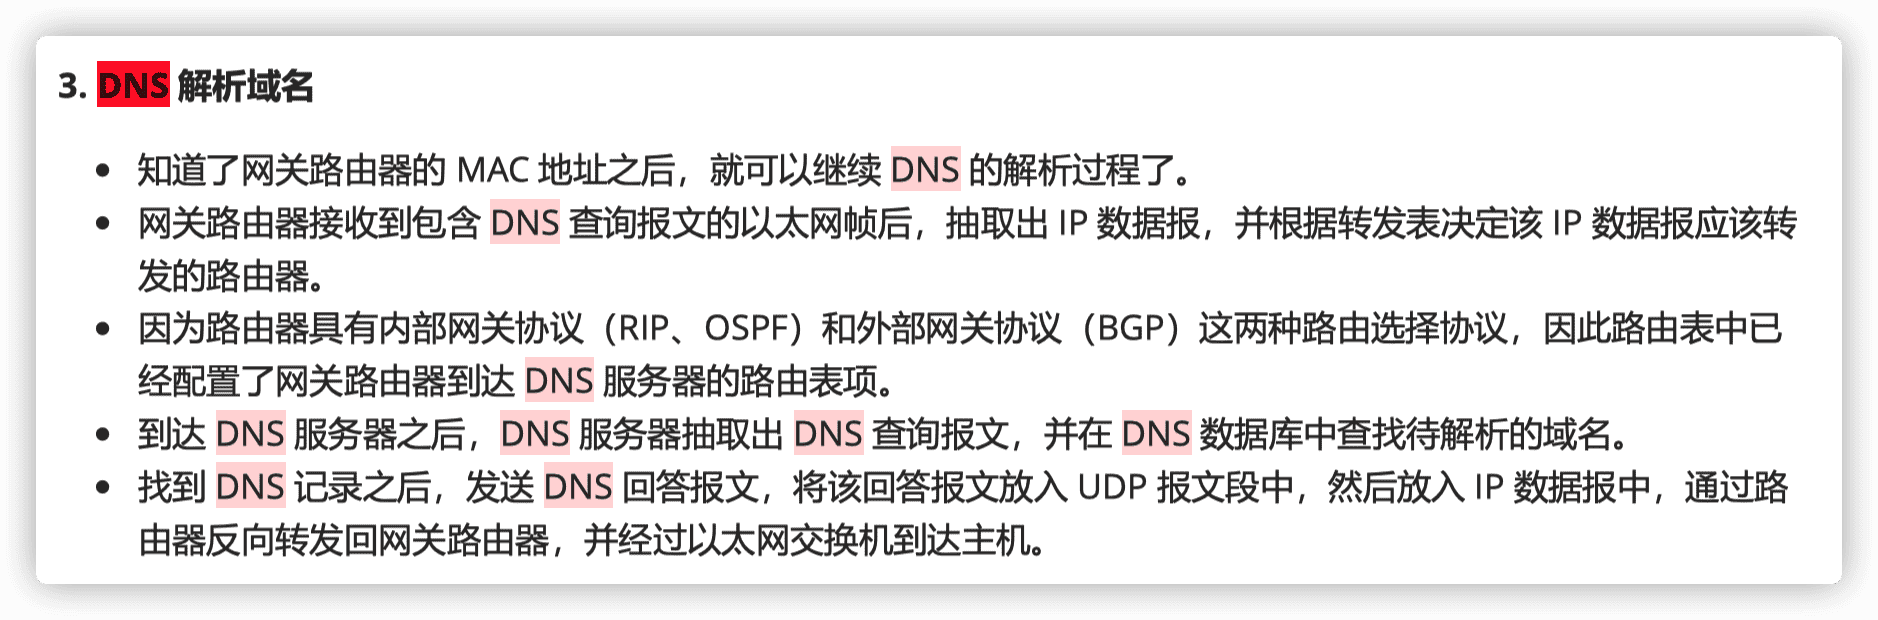 3. DNS 解析域名
• 知道了网关路由器的 MAC 地址之后，就可以继续 DNS 的解析过程了。
• 网关路由器接收到包含 DNS 查询报文的以太网帧后，抽取出 IP 数据报，并根据转发表决定该 IP 数据报应该转
发的路由器。
• 因为路由器具有内部网关协议（RIP、OSPF）和外部网关协议（BGP）这两种路由选择协议，因此路由表中已
经配置了网关路由器到达 DNS 服务器的路由表项。
• 到达 DNS 服务器之后，DNS 服务器抽取出 DNS 查询报文，并在 DNS 数据库中查找待解析的域名。
• 找到 DNS 记录之后，发送 DNS 回答报文，将该回答报文放入 UDP 报文段中，然后放入 IP 数据报中，通过路
由器反向转发回网关路由器，并经过以太网交换机到达主机。